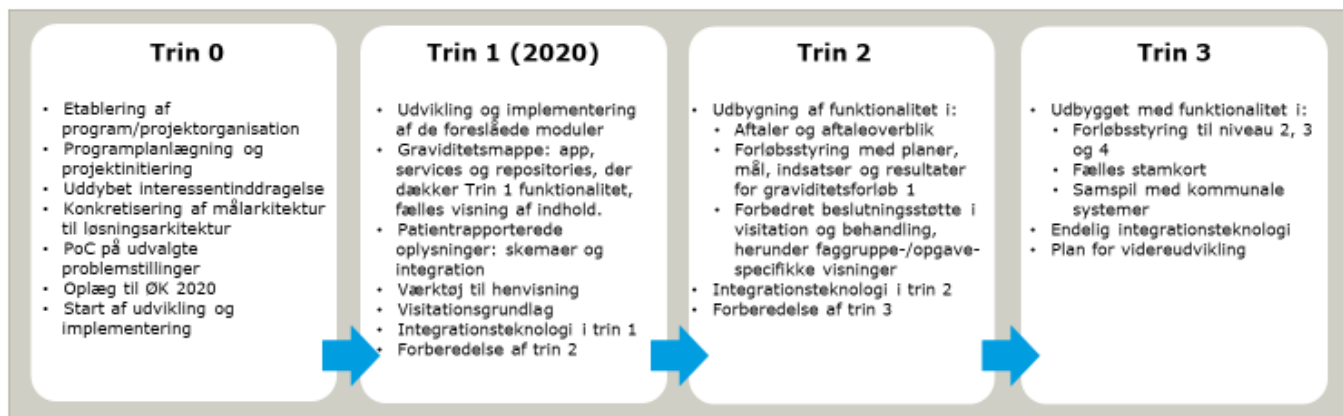 Trin 0
• Etablering af
program/projektorganisation
• Programplanlægning og
projektinitiering
• Uddybet interessentinddragelse
• Konkretisering af målarkitektur
til løsningsarkitektur
• PoC på udvalgte
problemstillinger
• Oplæg til ØK 2020
• Start af udvikling og
implementering
Trin 1 (2020)
• Udvikling og implementering
af de foreslåede moduler
• Graviditetsmappe: app,
services og repositories, der
dækker Trin 1 funktionalitet,
fælles visning af indhold.
• Patientrapporterede
oplysninger: skemaer og
integration
• Værktøj til henvisning
• Visitationsgrundlag
• Integrationsteknologi i trin 1
• Forberedelse af trin 2
Trin 2
• Udbygning af funktionalitet i:
• Aftaler og aftaleoverblik
• Forløbsstyring med planer,
mål, indsatser og resultater
for graviditetsforløb 1
• Forbedret beslutningsstøtte i
visitation og behandling,
herunder faggruppe-/opgave-
specifikke visninger
• Integrationsteknologi i trin 2
• Forberedelse af trin 3
Trin 3
• Udbygget med funktionalitet i:
• Forløbsstyring til niveau 2, 3
og 4
• Fælles stamkort
• Samspil med kommunale
systemer
• Endelig integrationsteknologi
• Plan for videreudvikling